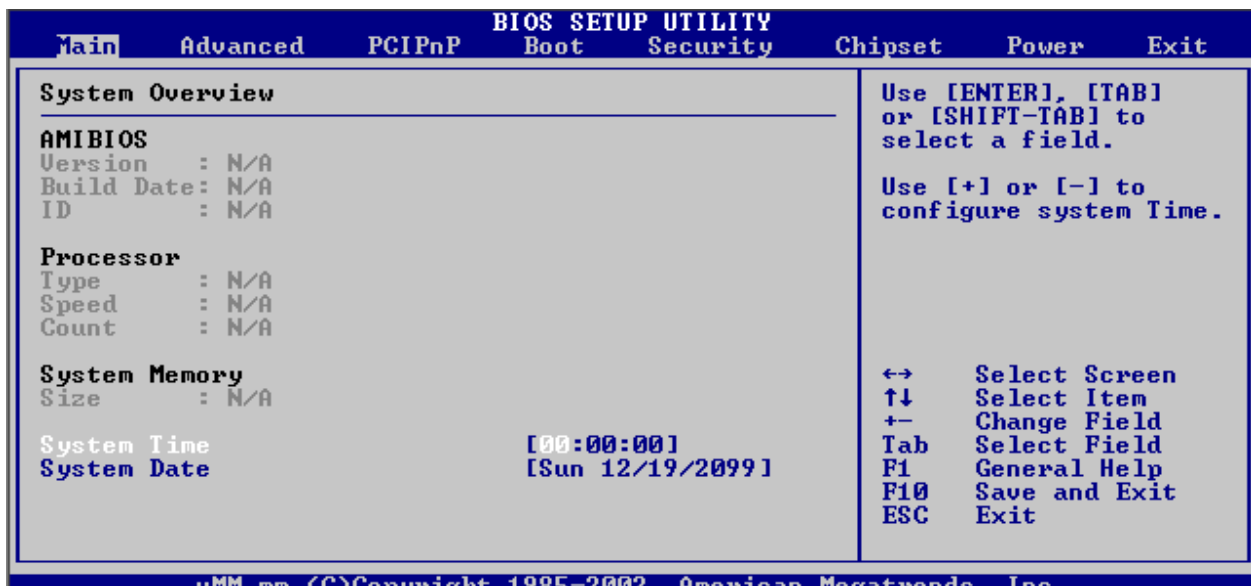 BIOS SETUP UTILITY
Main Advanced PCIPnP Boot Security Chipset Power Exit
System Overview
AMIBIOS
Version : N/A
Build Date: N/A
ID : N/A
Processor
Type : N/A
Speed : N/A
Count : N/A
System Memory
Size : N/A
System Time [00:00:00]
System Date [Sun 12/19/2099]
Use [ENTER], [TAB]
or [SHIFT-TAB] to
select a field.
Use [+] or [-] to
configure system Time.
←→ Select Screen
↑↓ Select Item
+- Change Field
Tab Select Field
F1 General Help
F10 Save and Exit
ESC Exit
vMM.mm (C)Copyright 1985-2002, American Megatrends, Inc.